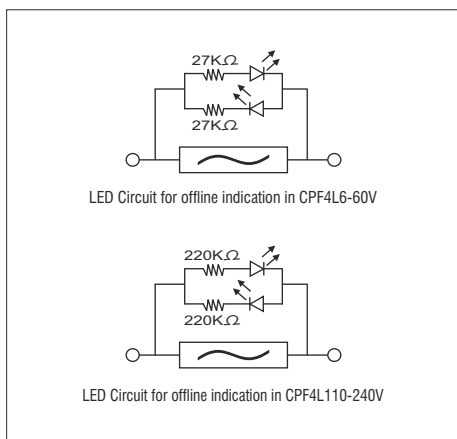 27KΩ
27KΩ
LED Circuit for offline indication in CPF4L6-60V
220KΩ
220KΩ
LED Circuit for offline indication in CPF4L110-240V